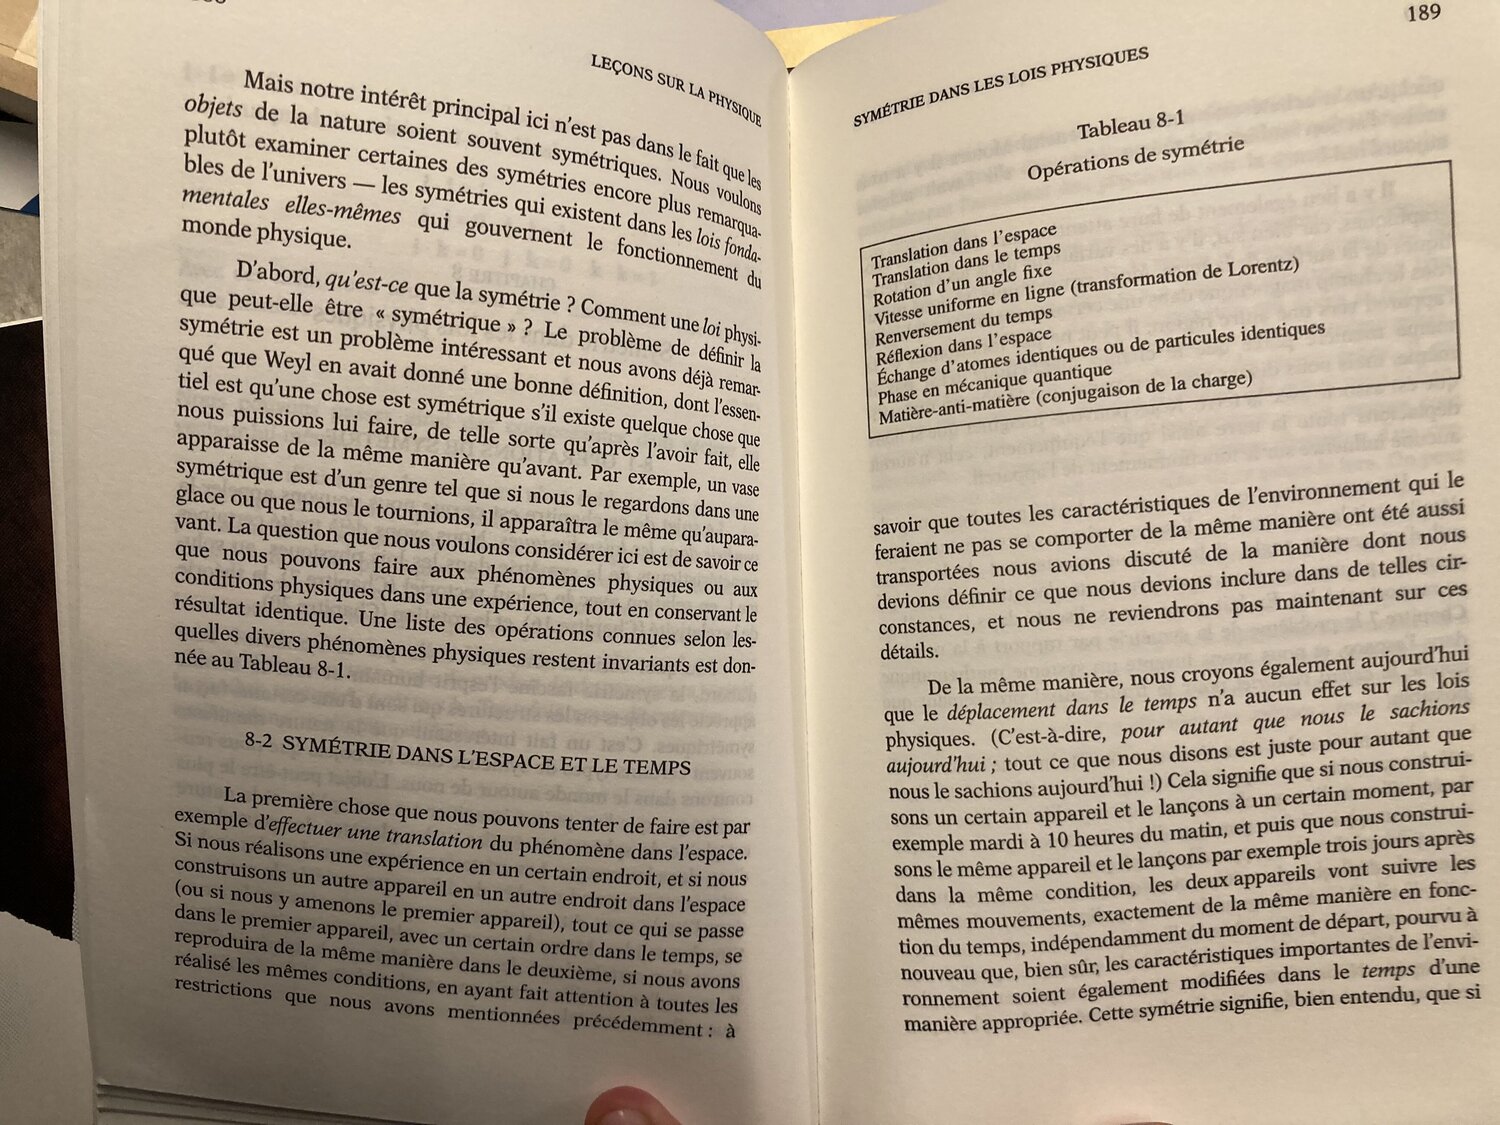 LEÇONS SUR LA PHYSIQUE
Mais notre intérêt principal ici n'est pas dans le fait que les
objets de la nature soient souvent symétriques. Nous voulons
plutôt examiner certaines des symétries encore plus remarqua-
bles de l'univers — les symétries qui existent dans les lois fonda-
mentales elles-mêmes qui gouvernent le fonctionnement du
monde physique.
D'abord, qu'est-ce que la symétrie ? Comment une loi physi-
que peut-elle être « symétrique » ? Le problème de définir la
symétrie est un problème intéressant et nous avons déjà remar-
qué que Weyl en avait donné une bonne définition, dont l'essen-
tiel est qu'une chose est symétrique s'il existe quelque chose que
nous puissions lui faire, de telle sorte qu'après l'avoir fait, elle
apparaisse de la même manière qu'avant. Par exemple, un vase
symétrique est d'un genre tel que si nous le regardons dans une
glace ou que nous le tournions, il apparaîtra le même qu'aupara-
vant. La question que nous voulons considérer ici est de savoir ce
que nous pouvons faire aux phénomènes physiques ou aux
conditions physiques dans une expérience, tout en conservant le
résultat identique. Une liste des opérations connues selon les-
quelles divers phénomènes physiques restent invariants est don-
née au Tableau 8-1.
8-2 SYMÉTRIE DANS L'ESPACE ET LE TEMPS
La première chose que nous pouvons tenter de faire est par
exemple d'effectuer une translation du phénomène dans l'espace.
Si nous réalisons une expérience en un certain endroit, et si nous
construisons un autre appareil en un autre endroit dans l'espace
(ou si nous y amenons le premier appareil), tout ce qui se passe
dans le premier appareil, avec un certain ordre dans le temps, se
reproduira de la même manière dans le deuxième, si nous avons
réalisé les mêmes conditions, en ayant fait attention à toutes les
restrictions que nous avons mentionnées précédemment : à
189
SYMÉTRIE DANS LES LOIS PHYSIQUES
Tableau 8-1
Opérations de symétrie
Translation dans l'espace
Translation dans le temps
Rotation d'un angle fixe
Vitesse uniforme en ligne (transformation de Lorentz)
Renversement du temps
Réflexion dans l'espace
Échange d'atomes identiques ou de particules identiques
Phase en mécanique quantique
Matière-anti-matière (conjugaison de la charge)
savoir que toutes les caractéristiques de l'environnement qui le
feraient ne pas se comporter de la même manière ont été aussi
transportées nous avions discuté de la manière dont nous
devions définir ce que nous devions inclure dans de telles cir-
constances, et nous ne reviendrons pas maintenant sur ces
détails.
De la même manière, nous croyons également aujourd'hui
que le déplacement dans le temps n'a aucun effet sur les lois
physiques. (C'est-à-dire, pour autant que nous le sachions
aujourd'hui ; tout ce que nous disons est juste pour autant que
nous le sachions aujourd'hui !) Cela signifie que si nous construi-
sons un certain appareil et le lançons à un certain moment, par
exemple mardi à 10 heures du matin, et puis que nous construi-
sons le même appareil et le lançons par exemple trois jours après
dans la même condition, les deux appareils vont suivre les
mêmes mouvements, exactement de la même manière en fonc-
tion du temps, indépendamment du moment de départ, pourvu à
nouveau que, bien sûr, les caractéristiques importantes de l'envi-
ronnement soient également modifiées dans le temps d'une
manière appropriée. Cette symétrie signifie, bien entendu, que si